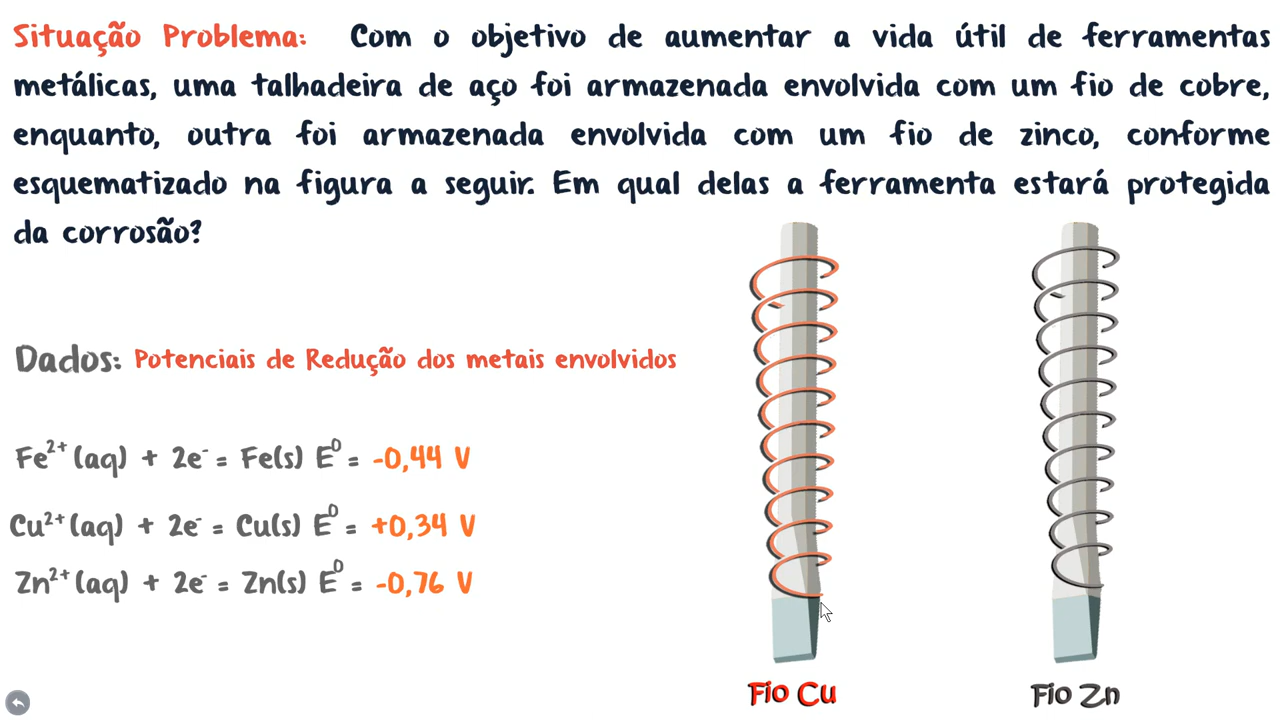 Situação Problema: Com o objetivo de aumentar a vida útil de ferramentas
metálicas, uma talhadeira de aço foi armazenada envolvida com um fio de cobre,
enquanto, outra foi armazenada envolvida com um fio de zinco, conforme
esquematizado na figura a seguir. Em qual delas a ferramenta estará protegida
da corrosão?
Dados: Potenciais de Redução dos metais envolvidos
Fe²⁺(aq) + 2e⁻ = Fe(s) E⁰ = -0,44 V
Cu²⁺(aq) + 2e⁻ = Cu(s) E⁰ = +0,34 V
Zn²⁺(aq) + 2e⁻ = Zn(s) E⁰ = -0,76 V
Fio Cu
Fio Zn